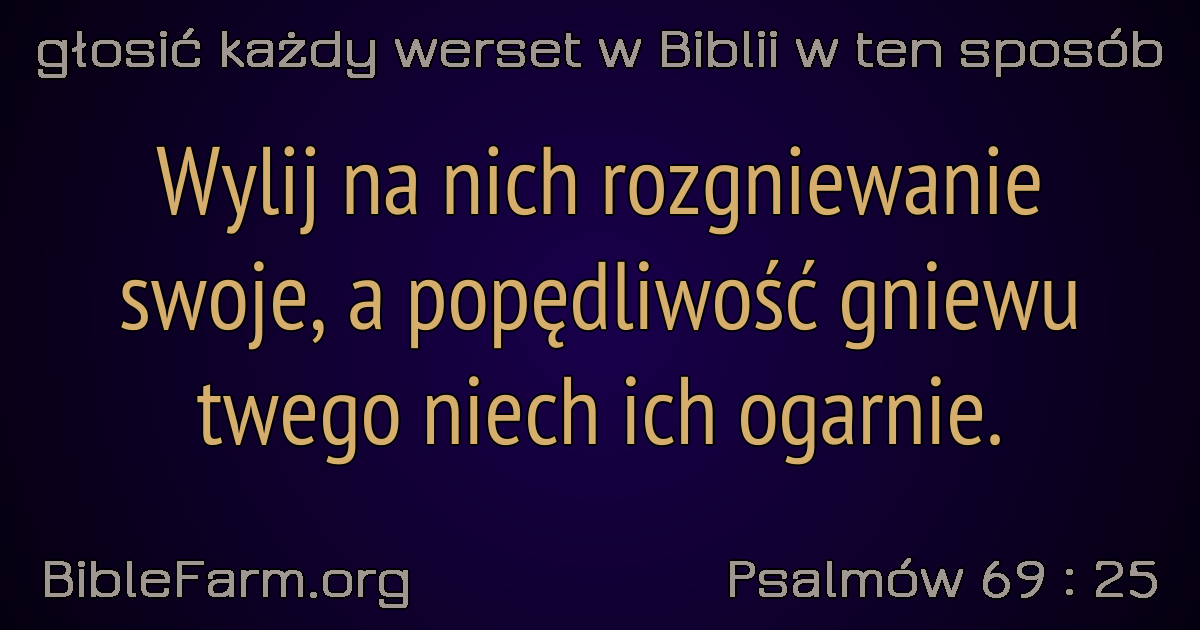 głosić każdy werset w Biblii w ten sposób
Wylij na nich rozgniewanie
swoje, a popędliwość gniewu
twego niech ich ogarnie.
BibleFarm.org
Psalmów 69 : 25